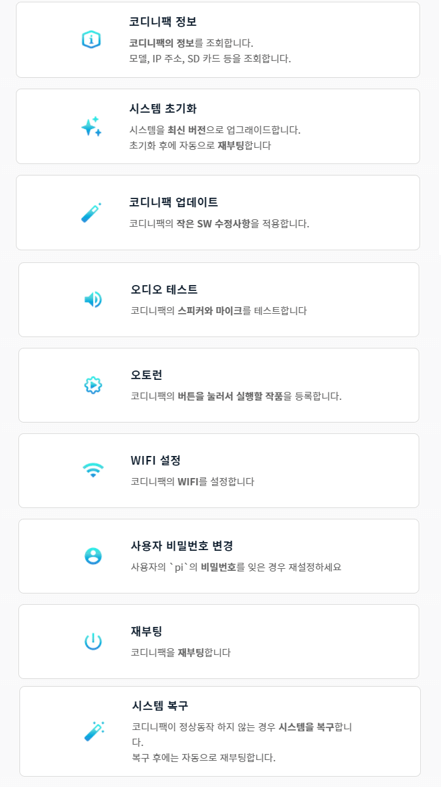 코디니팩 정보
코디니팩의 정보를 조회합니다.
모델, IP 주소, SD 카드 등을 조회합니다.
시스템 초기화
시스템을 최신 버전으로 업그레이드합니다.
초기화 후에 자동으로 재부팅합니다
코디니팩 업데이트
코디니팩의 작은 SW 수정사항을 적용합니다.
오디오 테스트
코디니팩의 스피커와 마이크를 테스트합니다
오토런
코디니팩의 버튼을 눌러서 실행할 작품을 등록합니다.
WIFI 설정
코디니팩의 WIFI를 설정합니다
사용자 비밀번호 변경
사용자의 `pi`의 비밀번호를 잊은 경우 재설정하세요
재부팅
코디니팩을 재부팅합니다
시스템 복구
코디니팩이 정상동작 하지 않는 경우 시스템을 복구합니
다.
복구 후에는 자동으로 재부팅합니다.